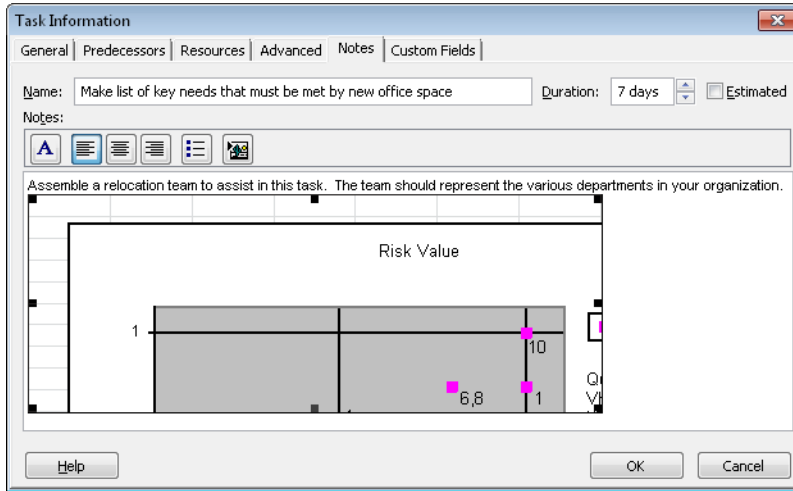 Task Information
General Predecessors Resources Advanced Notes Custom Fields
Name: Make list of key needs that must be met by new office space Duration: 7 days Estimated
Notes:
A
Assemble a relocation team to assist in this task. The team should represent the various departments in your organization.
Risk Value
1
10
6,8 1
Help OK Cancel